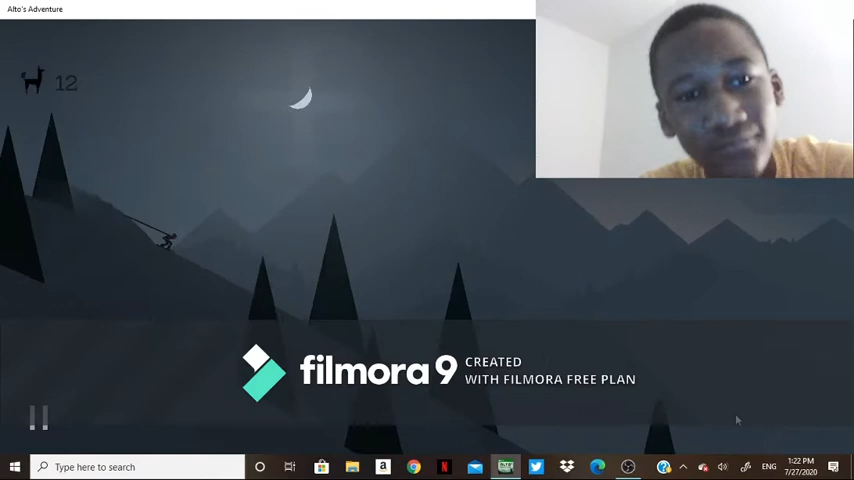 Alto's Adventure
12
filmora 9 CREATED
WITH FILMORA FREE PLAN
Type here to search
ENG
1:22 PM
7/27/2020